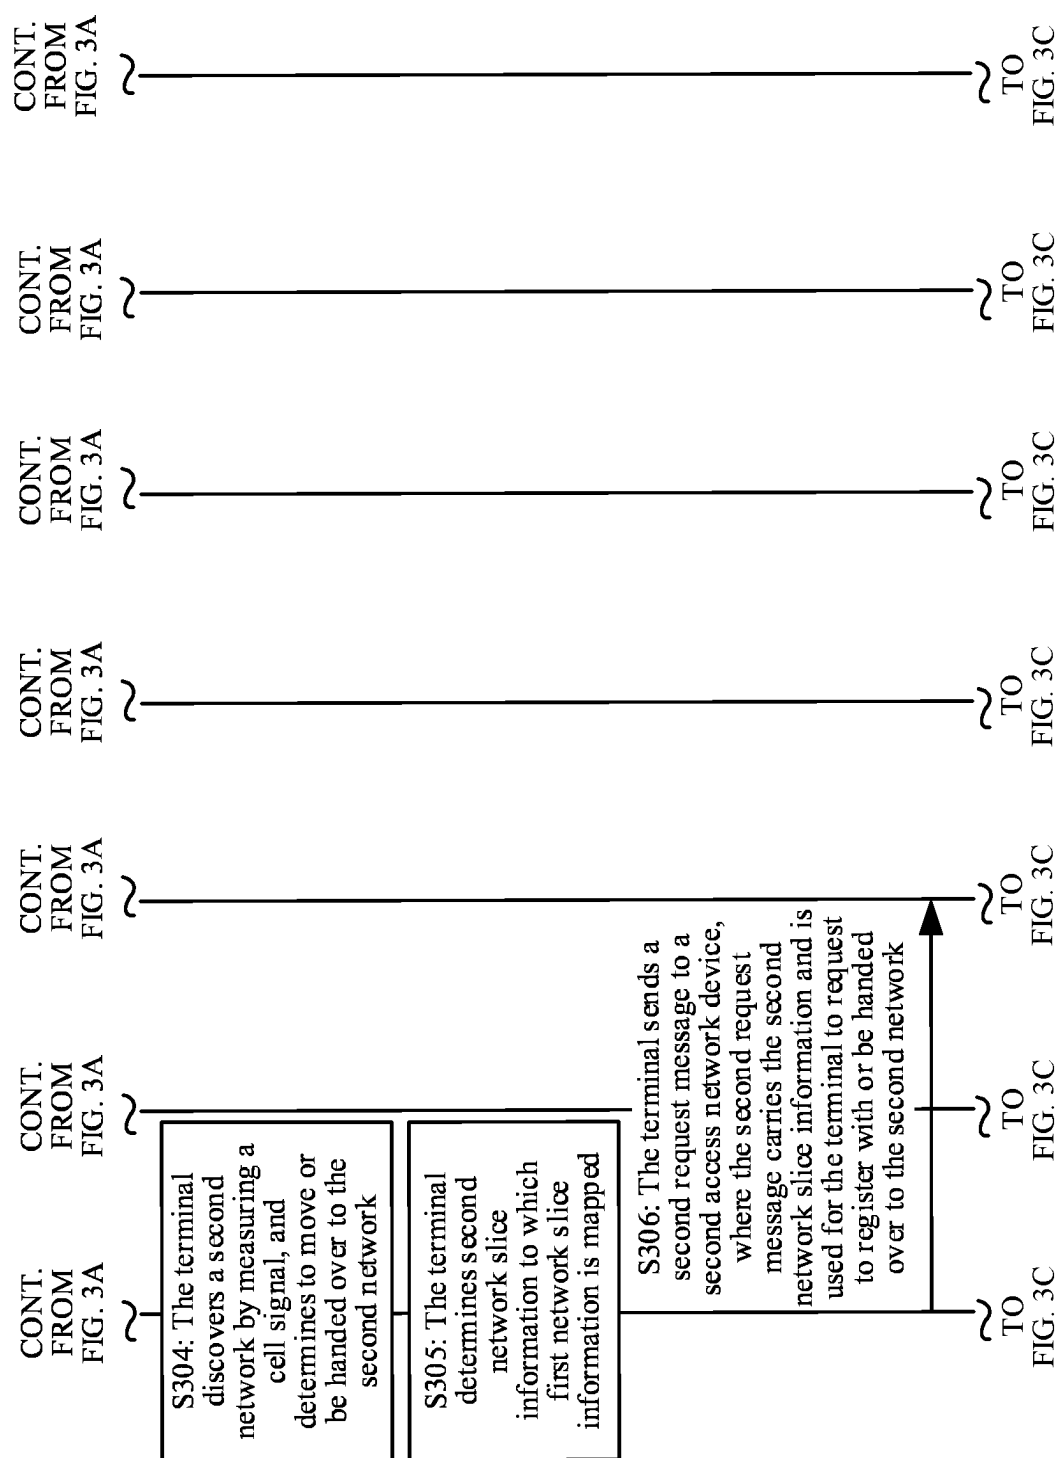 CONT.
FROM
FIG. 3A
CONT.
FROM
FIG. 3A
CONT.
FROM
FIG. 3A
CONT.
FROM
FIG. 3A
CONT.
FROM
FIG. 3A
CONT.
FROM
FIG. 3A
CONT.
FROM
FIG. 3A
S304: The terminal
discovers a second
network by measuring a
cell signal, and
determines to move or
be handed over to the
second network
S305: The terminal
determines second
network slice
information to which
first network slice
information is mapped
S306: The terminal sends a
second request message to a
second access network device,
where the second request
message carries the second
network slice information and is
used for the terminal to request
to register with or be handed
over to the second network
TO
FIG. 3C
TO
FIG. 3C
TO
FIG. 3C
TO
FIG. 3C
TO
FIG. 3C
TO
FIG. 3C
TO
FIG. 3C